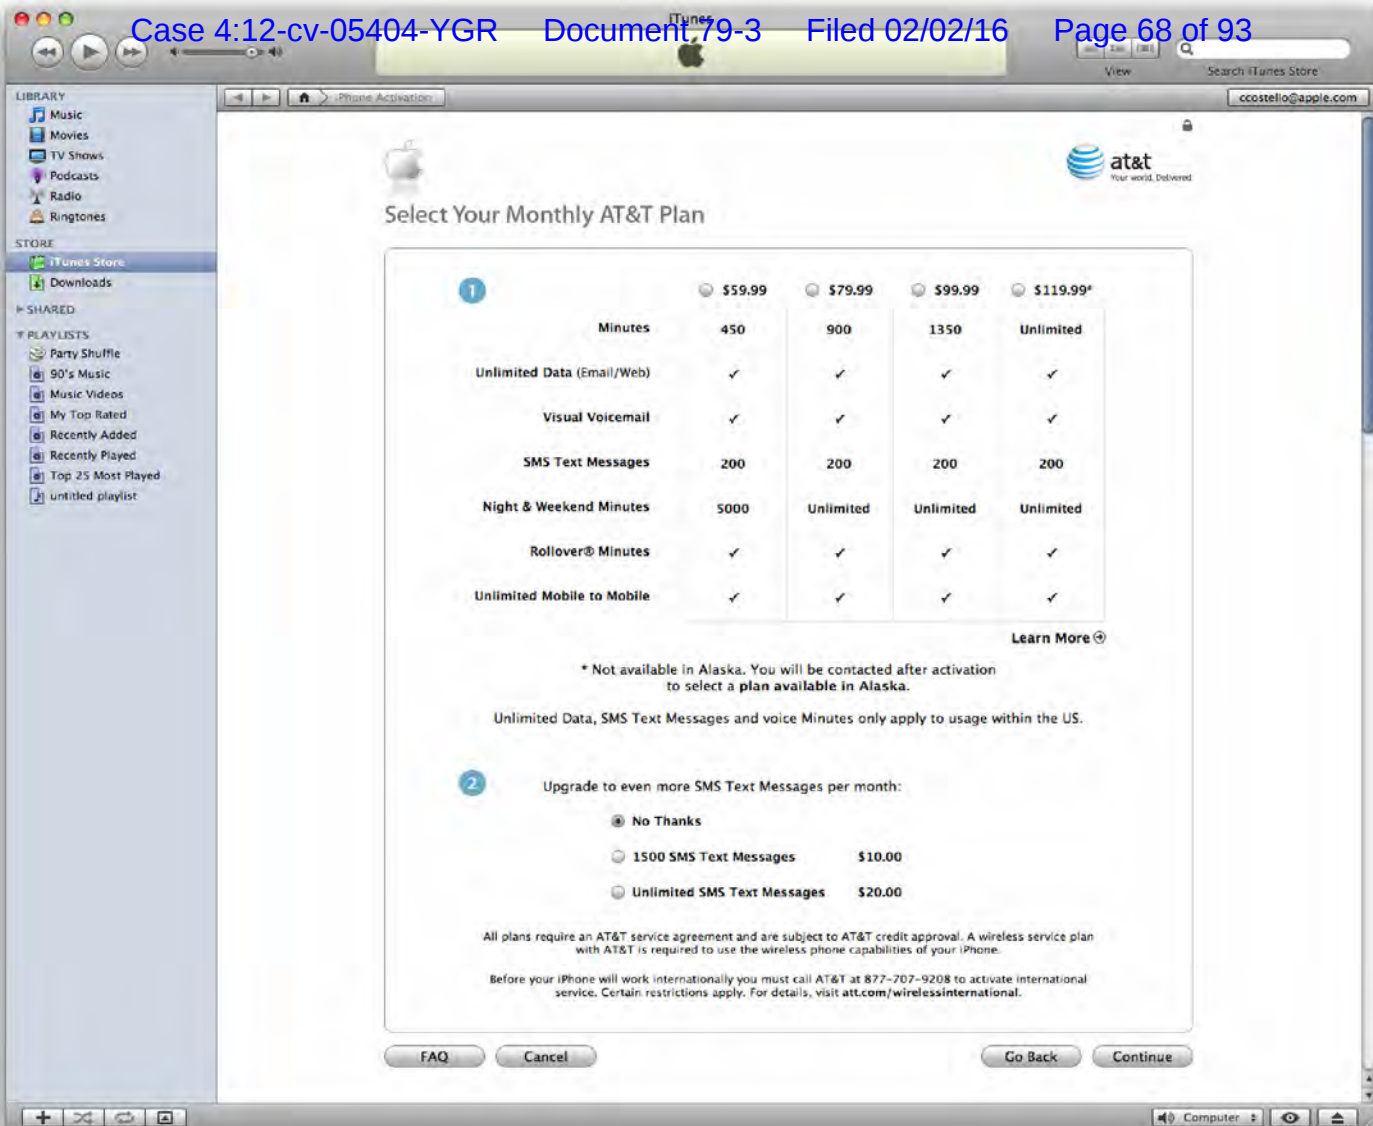 iTunes
Case 4:12-cv-05404-YGR Document 79-3 Filed 02/02/16 Page 68 of 93
View
Search iTunes Store
LIBRARY
Music
Movies
TV Shows
Podcasts
Radio
Ringtones
STORE
iTunes Store
Downloads
SHARED
PLAYLISTS
Party Shuffle
90's Music
Music Videos
My Top Rated
Recently Added
Recently Played
Top 25 Most Played
untitled playlist
iPhone Activation
ccostello@apple.com
at&t
Your world. Delivered.
Select Your Monthly AT&T Plan
1 $59.99 $79.99 $99.99 $119.99*
Minutes 450 900 1350 Unlimited
Unlimited Data (Email/Web) ✓ ✓ ✓ ✓
Visual Voicemail ✓ ✓ ✓ ✓
SMS Text Messages 200 200 200 200
Night & Weekend Minutes 5000 Unlimited Unlimited Unlimited
Rollover® Minutes ✓ ✓ ✓ ✓
Unlimited Mobile to Mobile ✓ ✓ ✓ ✓
Learn More
* Not available in Alaska. You will be contacted after activation
to select a plan available in Alaska.
Unlimited Data, SMS Text Messages and voice Minutes only apply to usage within the US.
2 Upgrade to even more SMS Text Messages per month:
No Thanks
1500 SMS Text Messages $10.00
Unlimited SMS Text Messages $20.00
All plans require an AT&T service agreement and are subject to AT&T credit approval. A wireless service plan
with AT&T is required to use the wireless phone capabilities of your iPhone.
Before your iPhone will work internationally you must call AT&T at 877-707-9208 to activate international
service. Certain restrictions apply. For details, visit att.com/wirelessinternational.
FAQ Cancel Go Back Continue
Computer